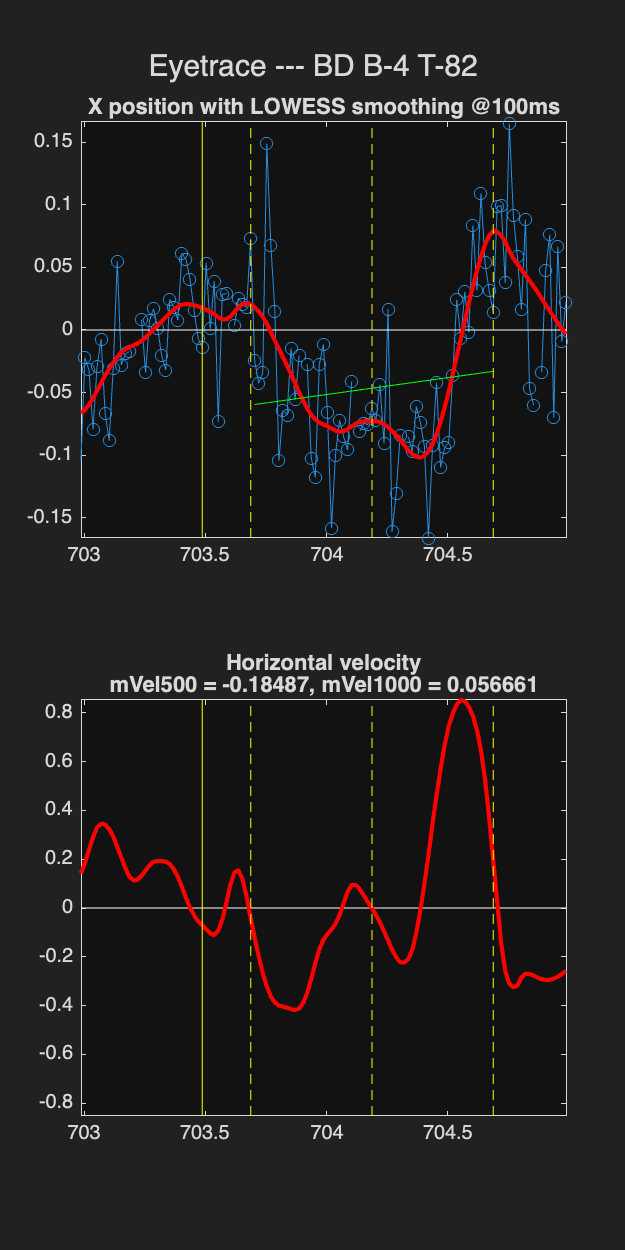 Eyetrace --- BD B-4 T-82
X position with LOWESS smoothing @100ms
0.15
0.1
0.05
0
-0.05
-0.1
-0.15
703 703.5 704 704.5
Horizontal velocity
mVel500 = -0.18487, mVel1000 = 0.056661
0.8
0.6
0.4
0.2
0
-0.2
-0.4
-0.6
-0.8
703 703.5 704 704.5